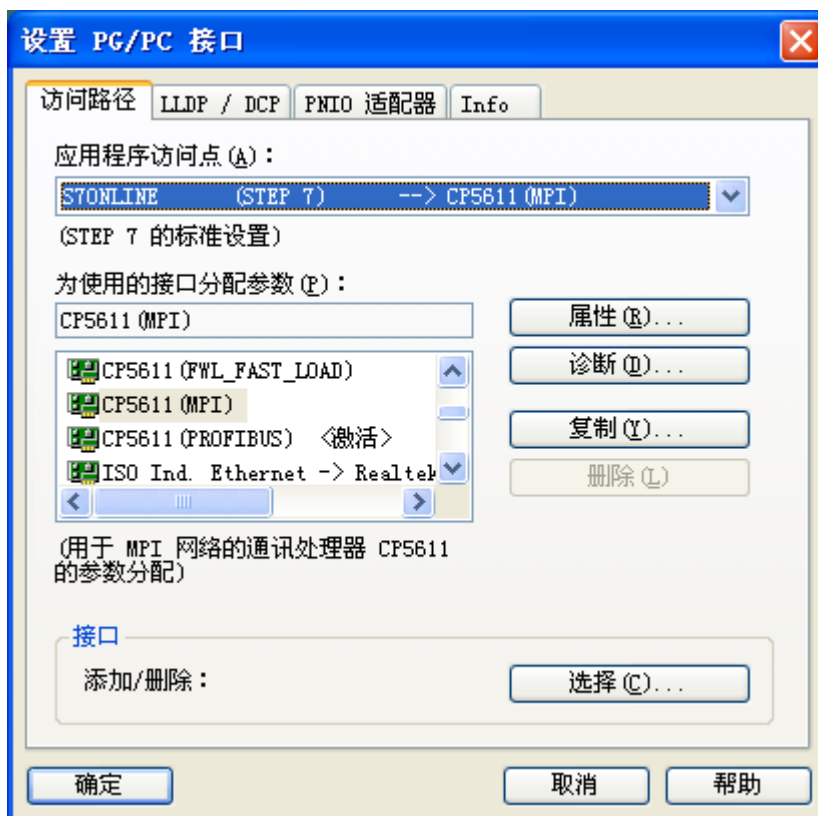 设置 PG/PC 接口
访问路径 LLDP / DCP PNIO 适配器 Info
应用程序访问点(A):
S7ONLINE (STEP 7) --> CP5611(MPI)
(STEP 7 的标准设置)
为使用的接口分配参数(P):
CP5611(MPI)
属性(R)...
CP5611(FWL_FAST_LOAD)
诊断(D)...
CP5611(MPI)
CP5611(PROFIBUS) <激活>
复制(Y)...
ISO Ind. Ethernet -> Realtek
删除(L)
(用于 MPI 网络的通讯处理器 CP5611
的参数分配)
接口
添加/删除:
选择(C)...
确定 取消 帮助